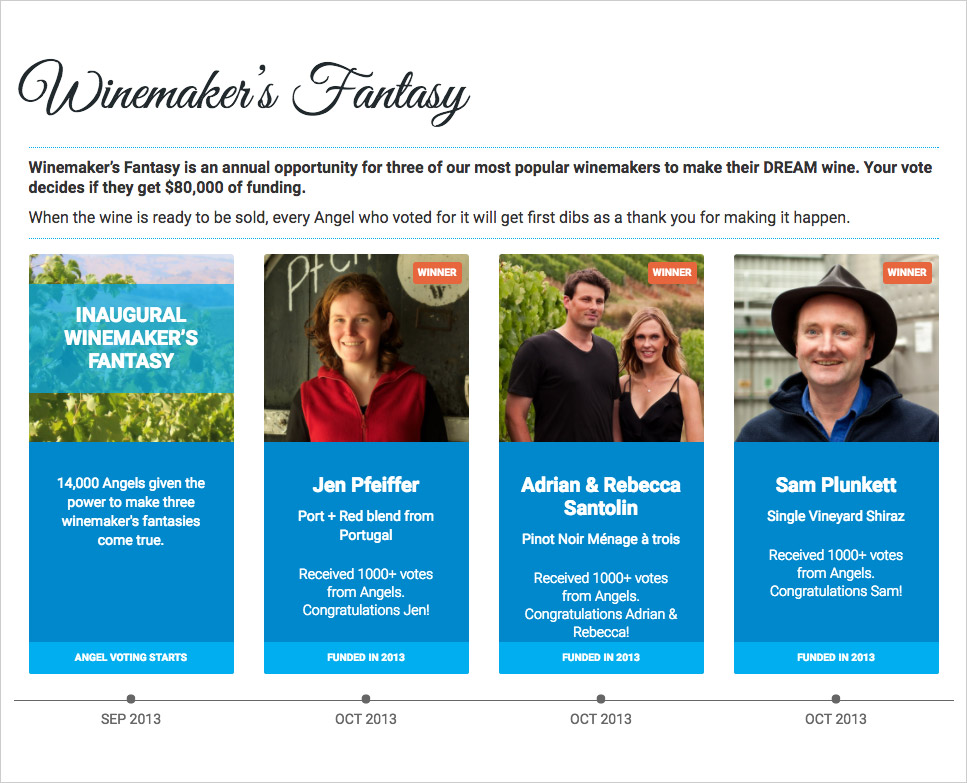 Winemaker's Fantasy
Winemaker's Fantasy is an annual opportunity for three of our most popular winemakers to make their DREAM wine. Your vote
decides if they get $80,000 of funding.
When the wine is ready to be sold, every Angel who voted for it will get first dibs as a thank you for making it happen.
INAUGURAL
WINEMAKER'S
FANTASY
14,000 Angels given the
power to make three
winemaker's fantasies
come true.
ANGEL VOTING STARTS
SEP 2013
WINNER
Jen Pfeiffer
Port + Red blend from
Portugal
Received 1000+ votes
from Angels.
Congratulations Jen!
FUNDED IN 2013
OCT 2013
WINNER
Adrian & Rebecca
Santolin
Pinot Noir Ménage à trois
Received 1000+ votes
from Angels.
Congratulations Adrian &
Rebecca!
FUNDED IN 2013
OCT 2013
WINNER
Sam Plunkett
Single Vineyard Shiraz
Received 1000+ votes
from Angels.
Congratulations Sam!
FUNDED IN 2013
OCT 2013